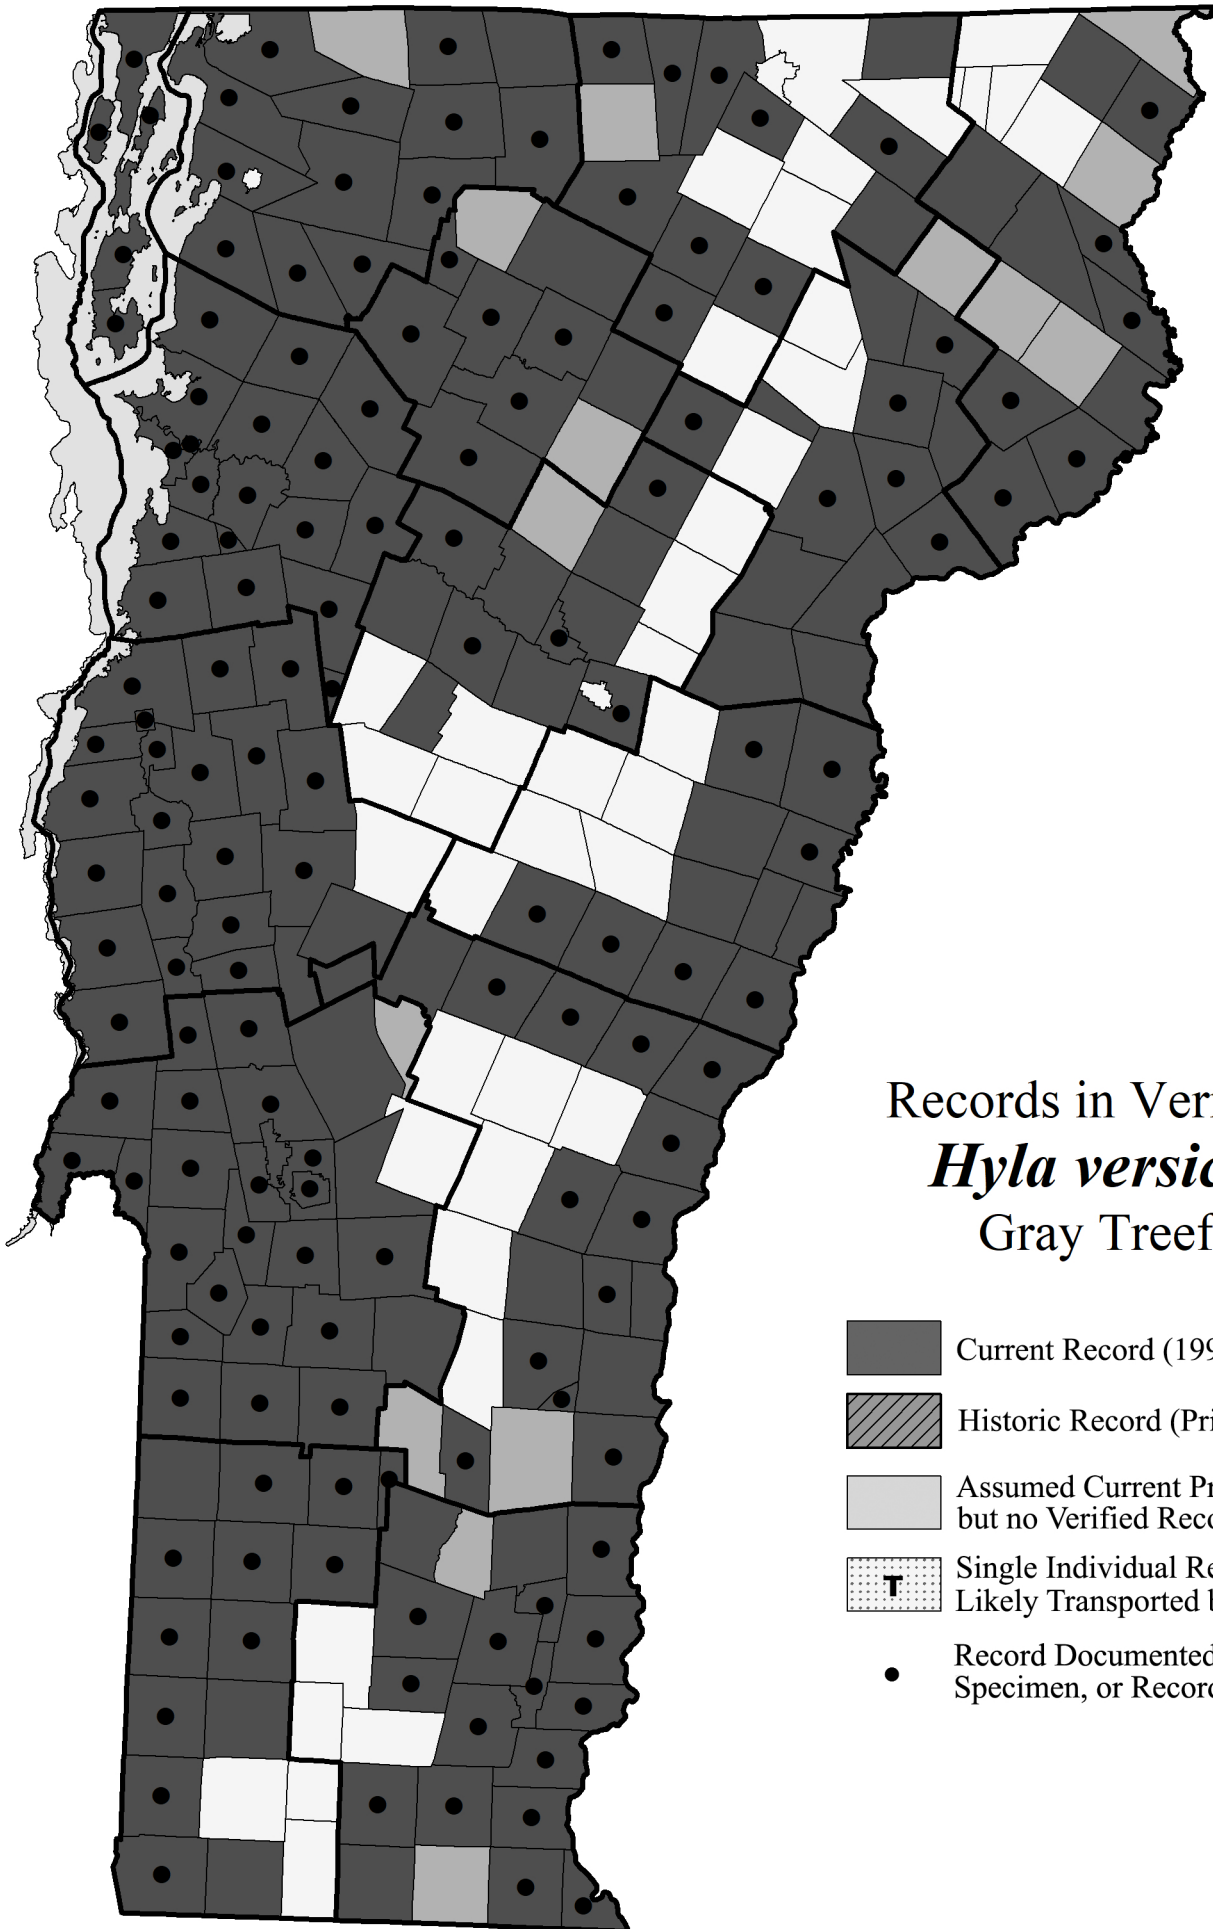 Records in Ver
Hyla versic
Gray Treef
Current Record (199
Historic Record (Pri
Assumed Current Pr
but no Verified Reco
Single Individual Re
T
Likely Transported b
Record Documented
Specimen, or Record